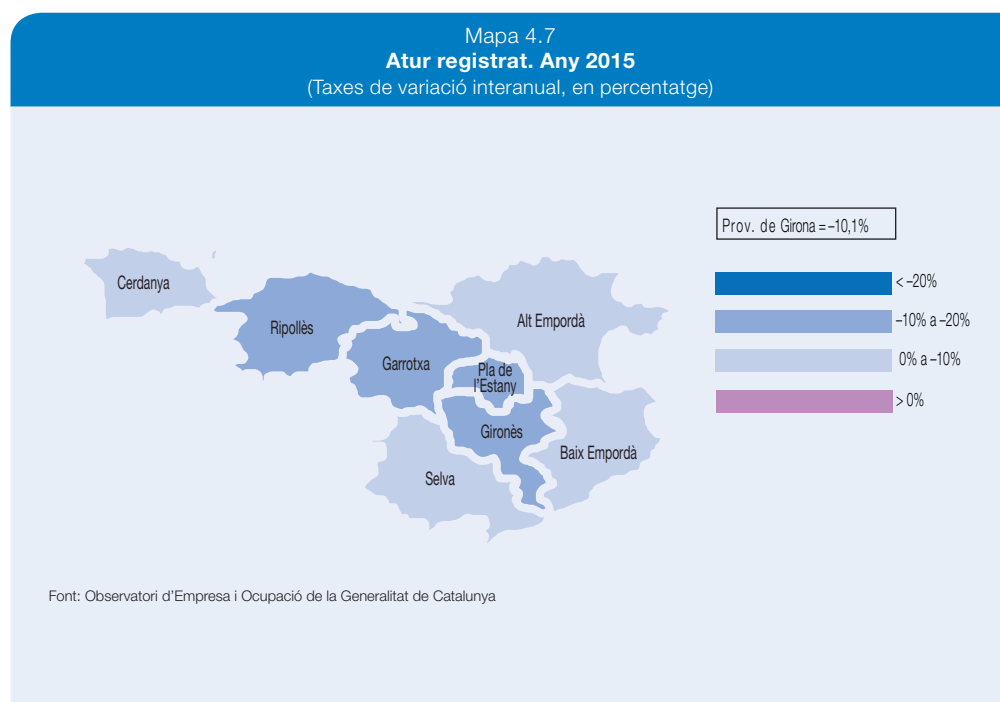 Mapa 4.7
Atur registrat. Any 2015
(Taxes de variació interanual, en percentatge)
Prov. de Girona = –10,1%
< –20%
–10% a –20%
0% a –10%
> 0%
Cerdanya
Ripollès
Alt Empordà
Garrotxa
Pla de
l'Estany
Gironès
Baix Empordà
Selva
Font: Observatori d'Empresa i Ocupació de la Generalitat de Catalunya